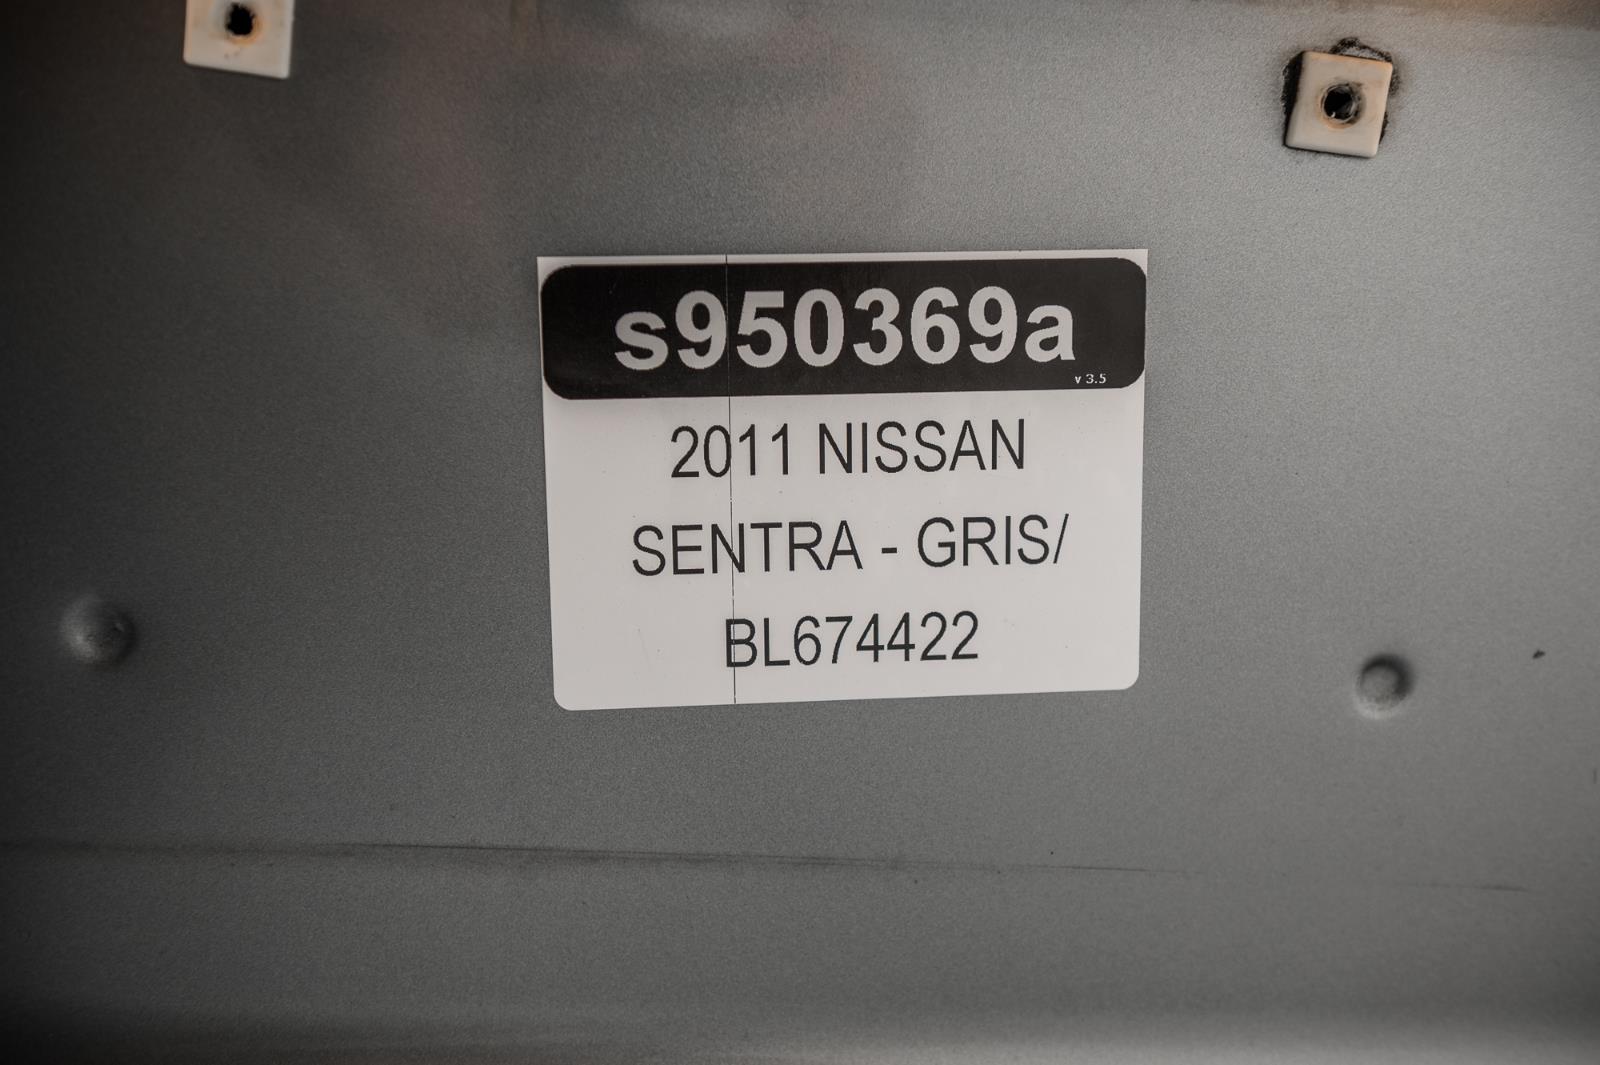 s950369a
v 3.5
2011 NISSAN
SENTRA - GRIS/
BL674422